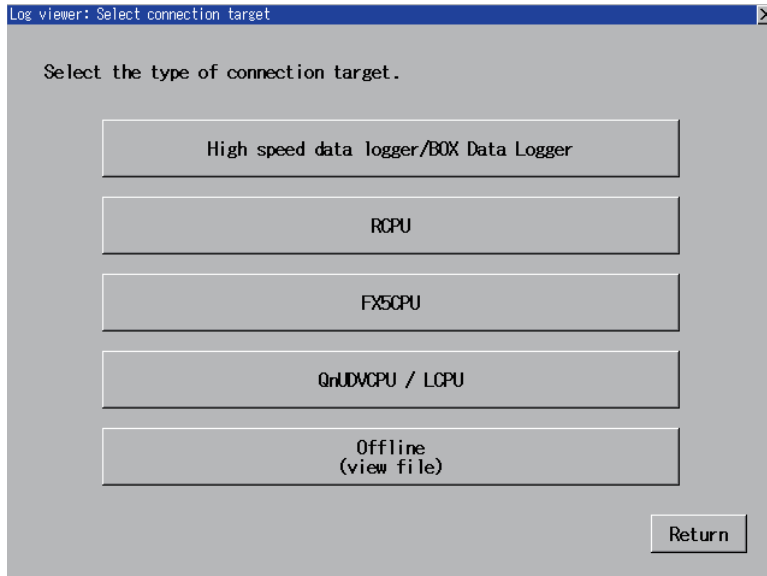 Log viewer: Select connection target
Select the type of connection target.
High speed data logger/BOX Data Logger
RCPU
FX5CPU
QnUDVCPU / LCPU
Offline
(view file)
Return